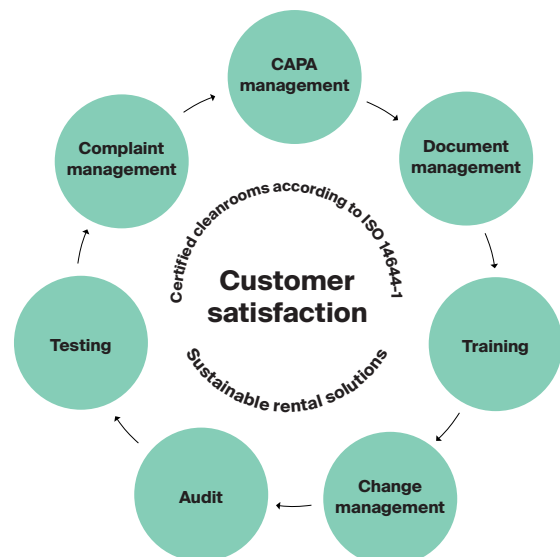 CAPA
management
Document
management
Training
Change
management
Audit
Testing
Complaint
management
Certified cleanrooms according to ISO 14644-1
Customer
satisfaction
Sustainable rental solutions